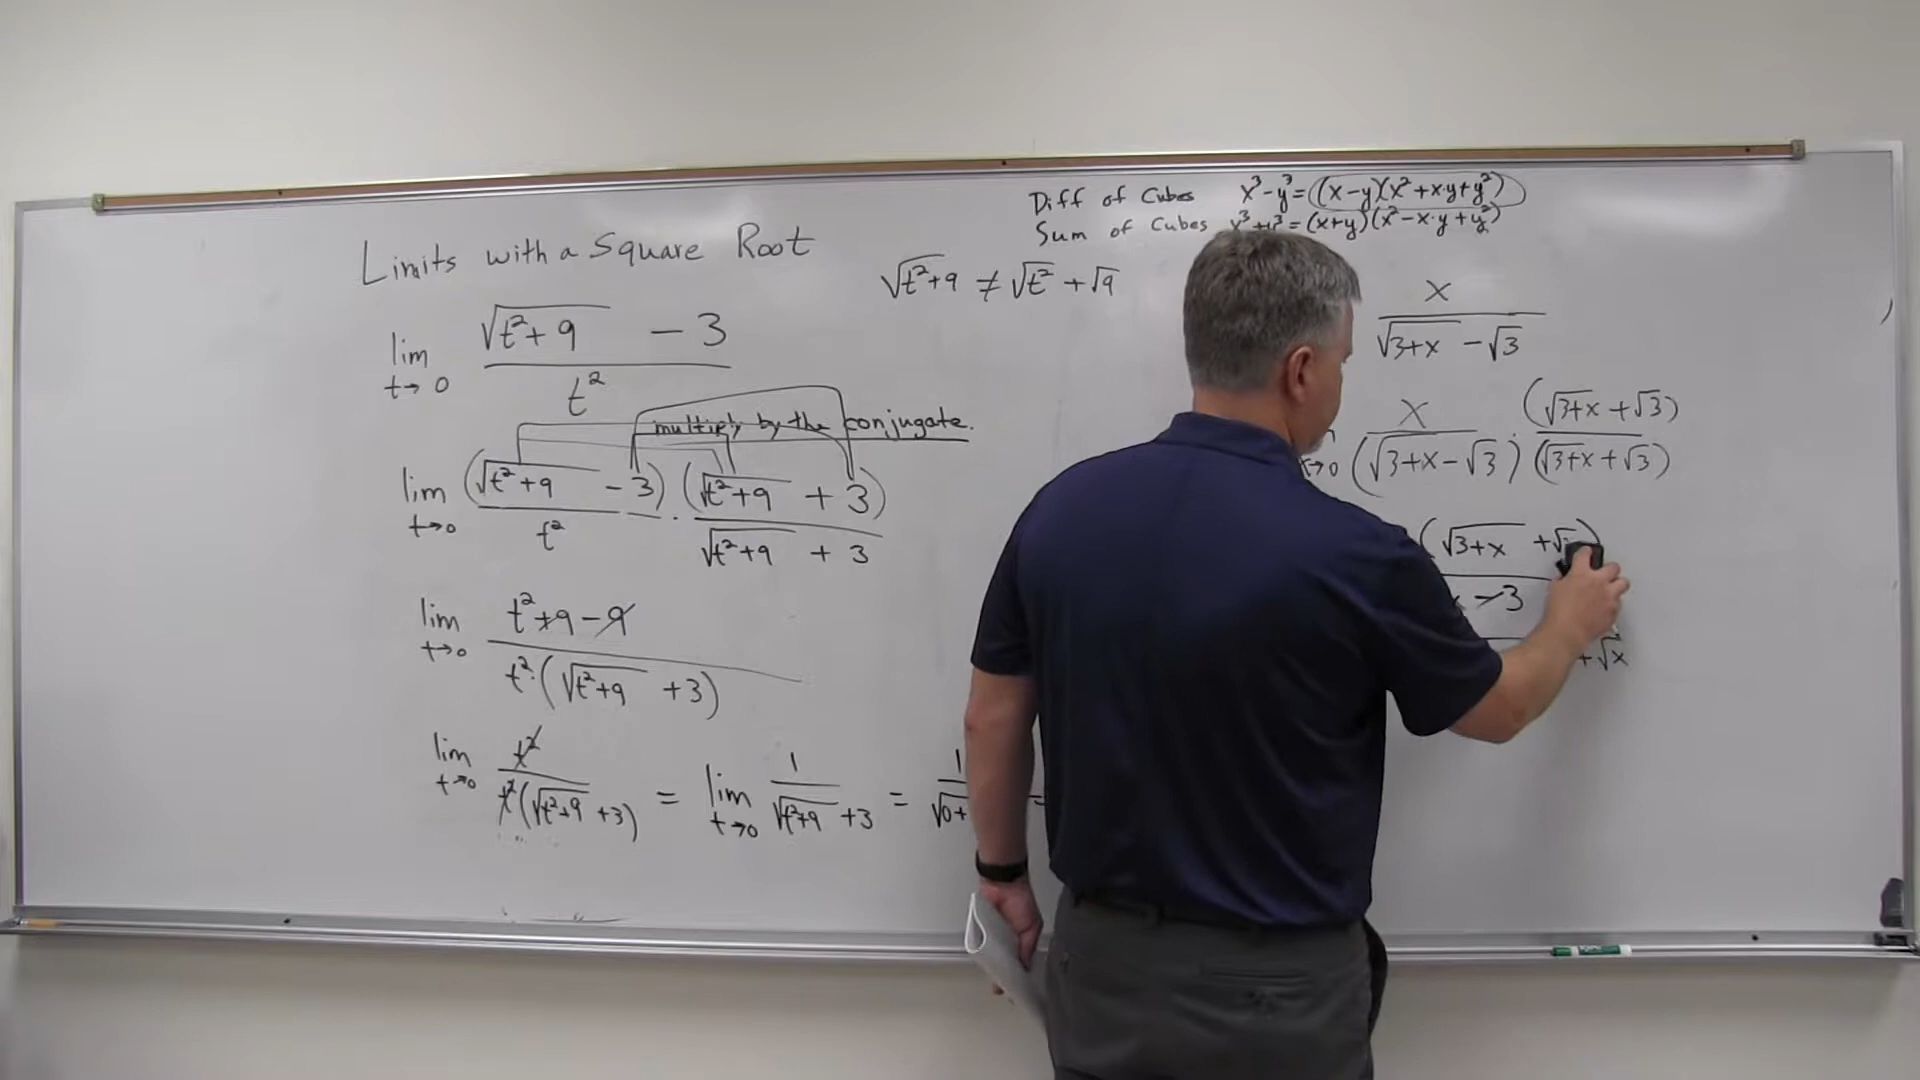 Diff of Cubes x³-y³=(x-y)(x²+x·y+y²)
Sum of Cubes x³+y³=(x+y)(x²-x·y+y²)
Limits with a Square Root
√t²+9 ≠ √t² + √9
lim t→0 (√t²+9 - 3) / t²
multiply by the conjugate.
lim t→0 (√t²+9 - 3) / t² · (√t²+9 + 3) / √t²+9 + 3
lim t→0 t²+9-9 / t²·(√t²+9 +3)
lim t→0 t² / t²(√t²+9 +3) = lim t→0 1 / √t²+9 +3 = 1 / √0+ =
x / √3+x - √3
x→0 x / (√3+x - √3) · (√3+x + √3) / (√3+x + √3)
(√3+x + √ ) / x - 3
+√x